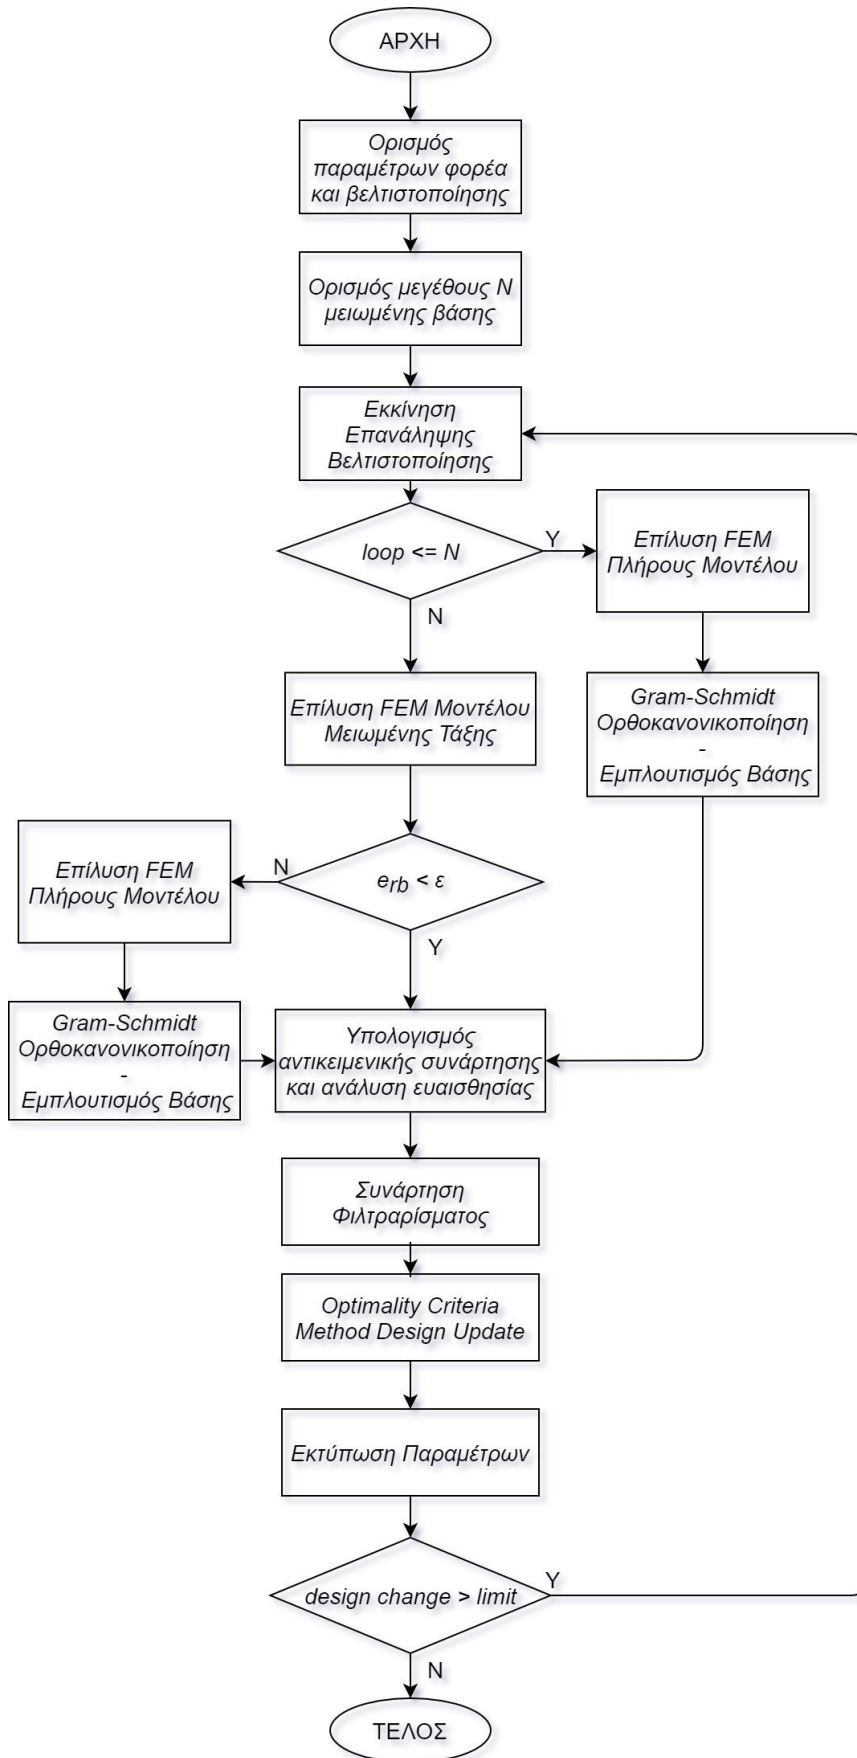 ΑΡΧΗ
Ορισμός
παραμέτρων φορέα
και βελτιστοποίησης
Ορισμός μεγέθους Ν
μειωμένης βάσης
Εκκίνηση
Επανάληψης
Βελτιστοποίησης
loop <= N
Y
Επίλυση FEM
Πλήρους Μοντέλου
N
Gram-Schmidt
Ορθοκανονικοποίηση
-
Εμπλουτισμός Βάσης
Επίλυση FEM Μοντέλου
Μειωμένης Τάξης
e_rb < ε
N
Επίλυση FEM
Πλήρους Μοντέλου
Y
Gram-Schmidt
Ορθοκανονικοποίηση
-
Εμπλουτισμός Βάσης
Υπολογισμός
αντικειμενικής συνάρτησης
και ανάλυση ευαισθησίας
Συνάρτηση
Φιλτραρίσματος
Optimality Criteria
Method Design Update
Εκτύπωση Παραμέτρων
design change > limit
Y
N
ΤΕΛΟΣ